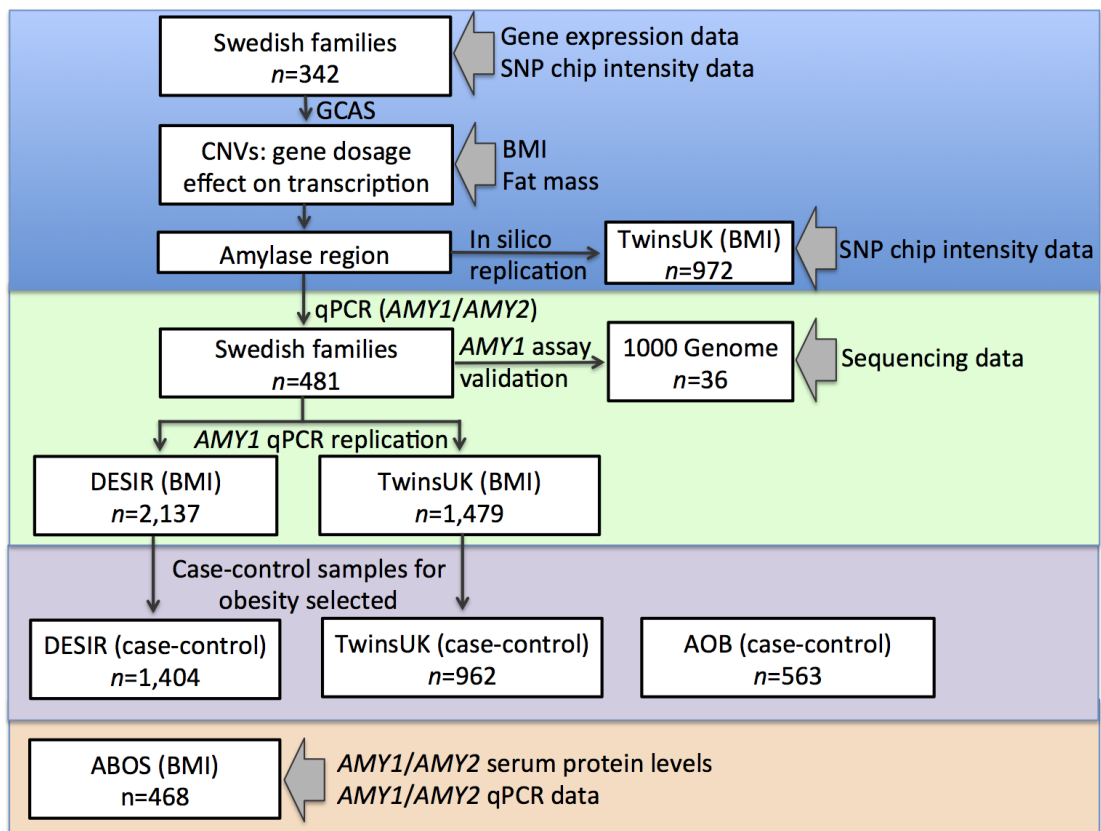 Swedish families
n=342
Gene expression data
SNP chip intensity data
GCAS
CNVs: gene dosage
effect on transcription
BMI
Fat mass
Amylase region
In silico
replication
TwinsUK (BMI)
n=972
SNP chip intensity data
qPCR (AMY1/AMY2)
Swedish families
n=481
AMY1 assay
validation
1000 Genome
n=36
Sequencing data
AMY1 qPCR replication
DESIR (BMI)
n=2,137
TwinsUK (BMI)
n=1,479
Case-control samples for
obesity selected
DESIR (case-control)
n=1,404
TwinsUK (case-control)
n=962
AOB (case-control)
n=563
ABOS (BMI)
n=468
AMY1/AMY2 serum protein levels
AMY1/AMY2 qPCR data